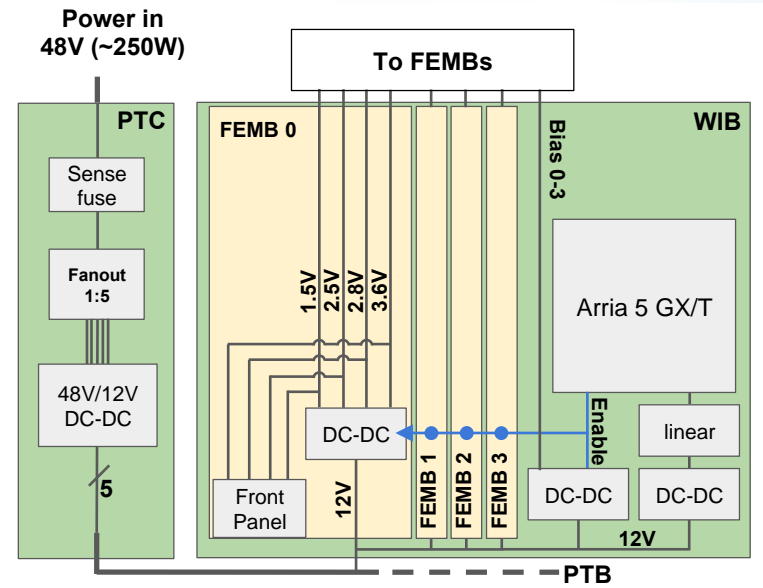 Power in
48V (~250W)
To FEMBs
PTC
Sense
fuse
Fanout
1:5
48V/12V
DC-DC
5
FEMB 0
1.5V
2.5V
2.8V
3.6V
DC-DC
Front
Panel
12V
FEMB 1
FEMB 2
FEMB 3
Bias 0-3
WIB
Arria 5 GX/T
Enable
linear
DC-DC
DC-DC
12V
PTB